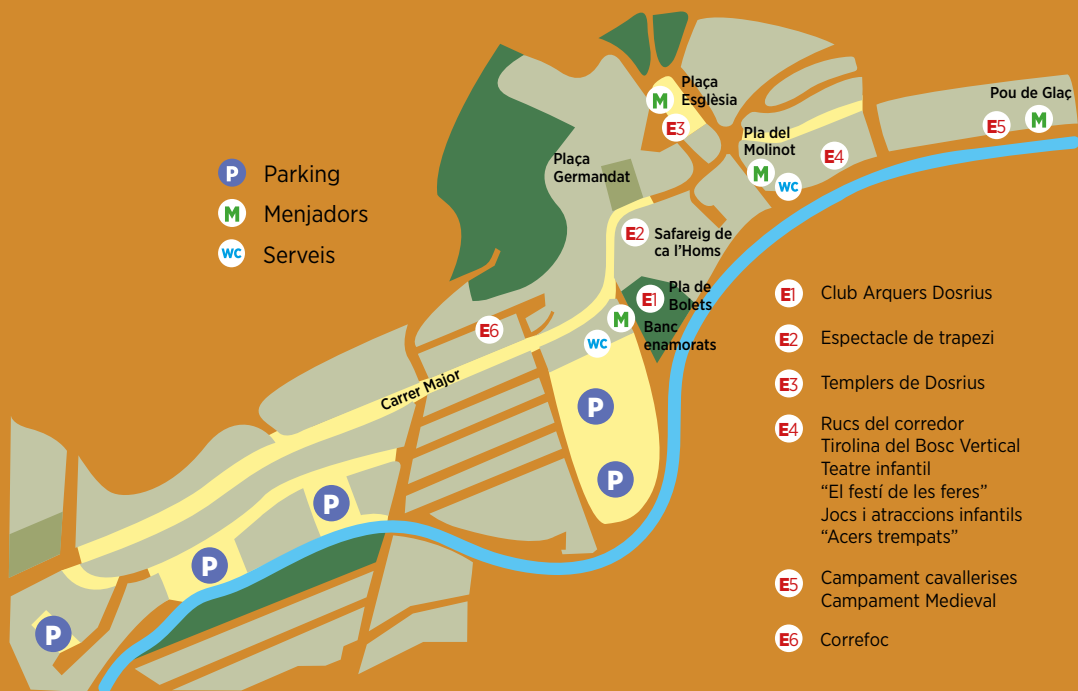 Plaça
Esglèsia
M
E3
Pou de Glaç
E5
M
Pla del
Molinot
E4
M
WC
Plaça
Germandat
P Parking
M Menjadors
WC Serveis
E2
Safareig de
ca l'Homs
E1
Pla de
Bolets
M
Banc
enamorats
WC
E6
Carrer Major
P
P
P
P
P
E1 Club Arquers Dosrius
E2 Espectacle de trapezi
E3 Templers de Dosrius
E4 Rucs del corredor
Tirolina del Bosc Vertical
Teatre infantil
“El festí de les feres”
Jocs i atraccions infantils
“Acers trempats”
E5 Campament cavallerises
Campament Medieval
E6 Correfoc